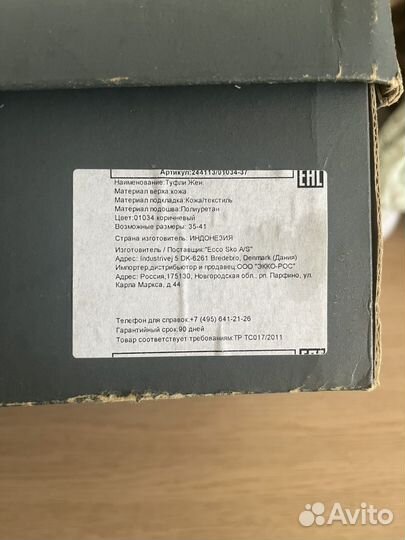 Артикул:244113/01034-37
Наименование:Туфли Жен.
Материал верха:кожа
Материал подкладка:Кожа/текстиль
Материал подошва:Полиуретан
Цвет:01034 коричневый
Возможные размеры: 35-41
Страна изготовитель: ИНДОНЕЗИЯ
Изготовитель / Поставщик:"Ecco Sko A/S"
Адрес: Industrivej 5 DK-6261 Bredebro, Denmark (Дания)
Импортер,дистрибьютор и продавец:ООО "ЭККО-РОС"
Адрес: Россия,175130, Новгородская обл., рп. Парфино, ул.
Карла Маркса, д.44
Телефон для справок:+7 (495) 641-21-26
Гарантийный срок:90 дней
Товар соответствует требованиям:ТР ТС017/2011
EAC
Avito